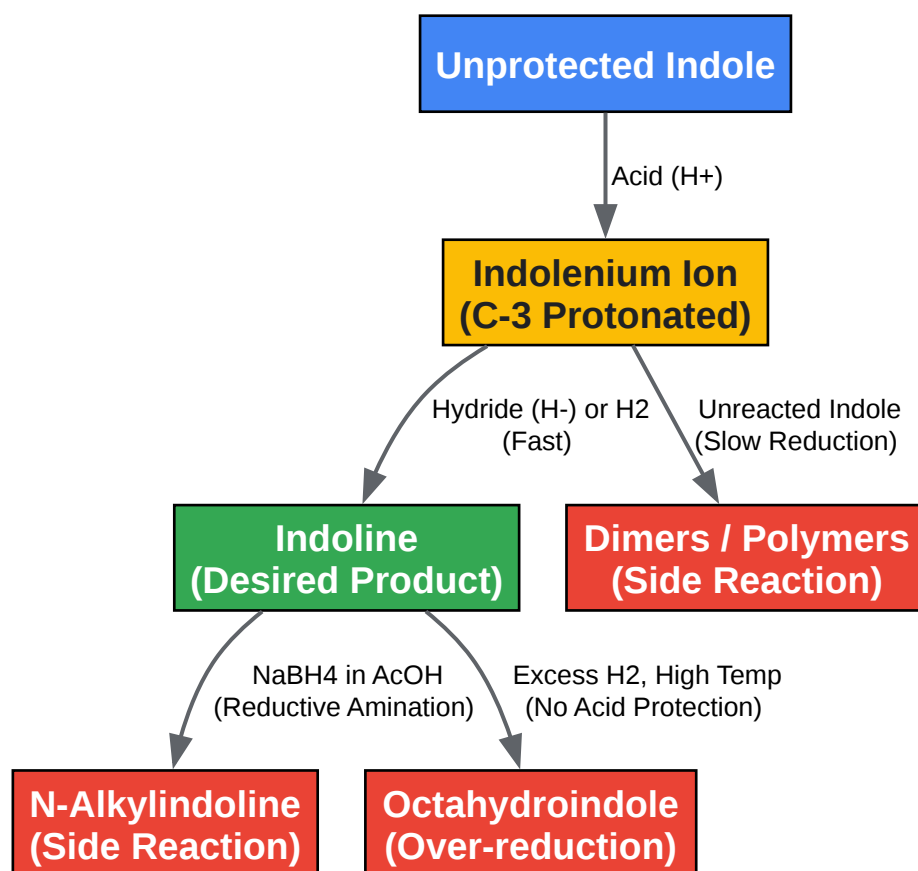 Unprotected Indole
Acid (H+)
Indolenium Ion
(C-3 Protonated)
Hydride (H-) or H2
(Fast)
Unreacted Indole
(Slow Reduction)
Indoline
(Desired Product)
Dimers / Polymers
(Side Reaction)
NaBH4 in AcOH
(Reductive Amination)
Excess H2, High Temp
(No Acid Protection)
N-Alkylindoline
(Side Reaction)
Octahydroindole
(Over-reduction)